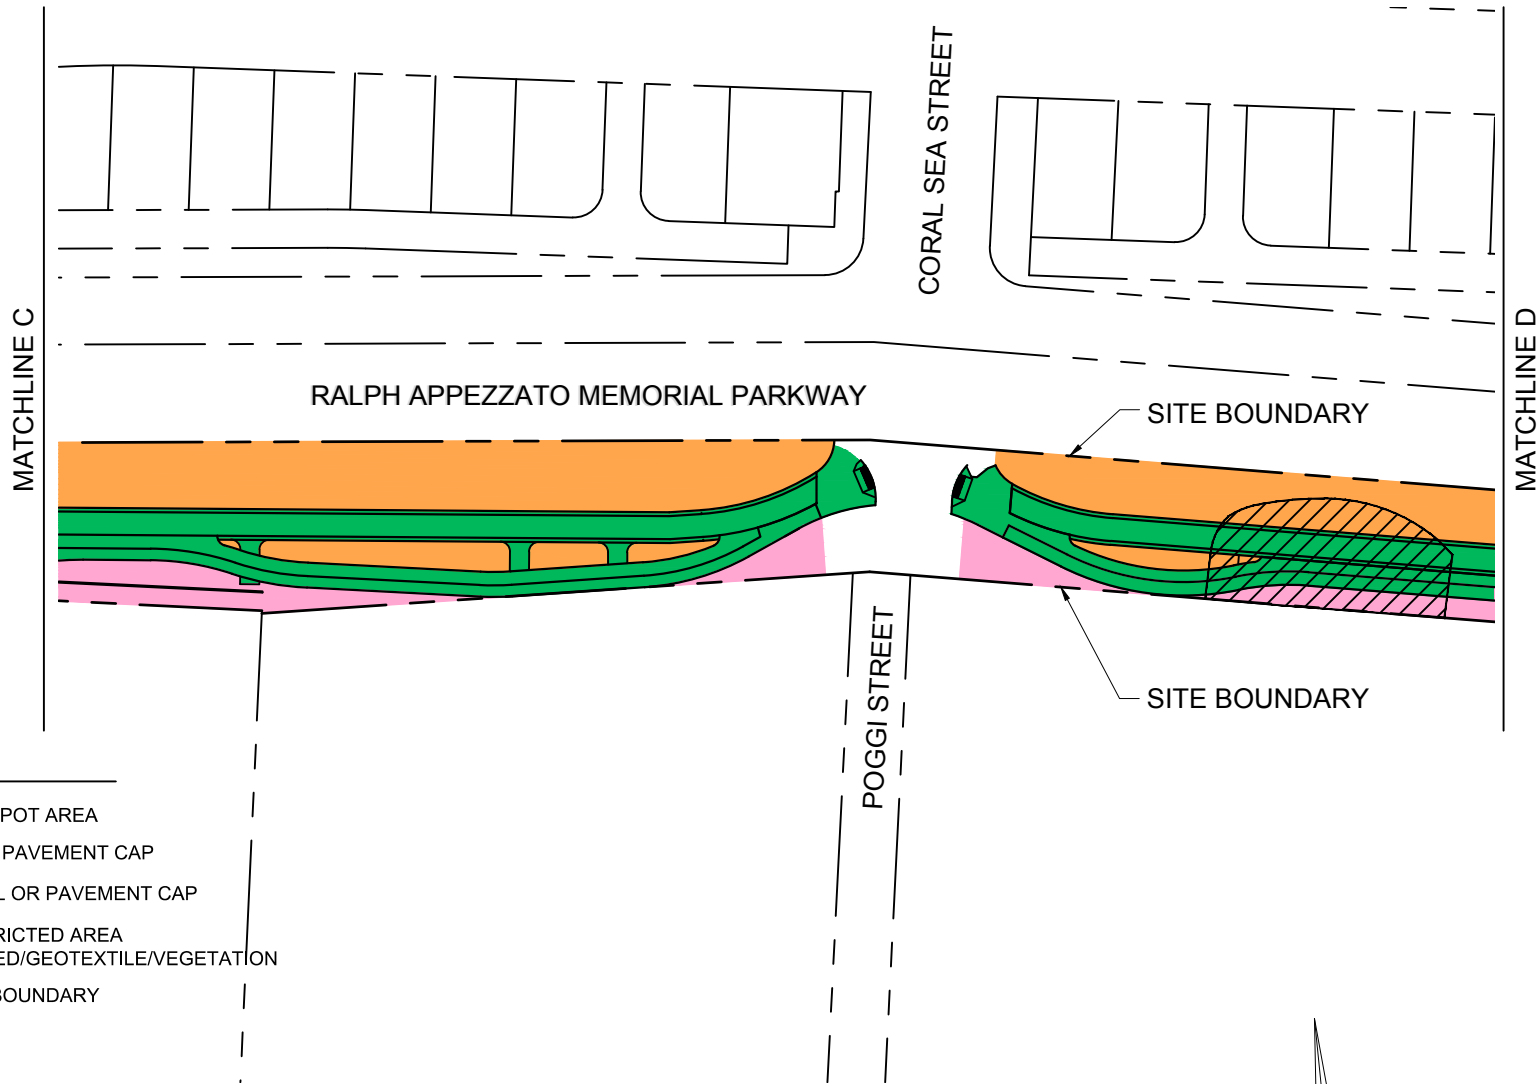 CORAL SEA STREET
MATCHLINE C
MATCHLINE D
RALPH APPEZZATO MEMORIAL PARKWAY
SITE BOUNDARY
SITE BOUNDARY
POGGI STREET
POT AREA
PAVEMENT CAP
L OR PAVEMENT CAP
RICTED AREA
ED/GEOTEXTILE/VEGETATION
BOUNDARY